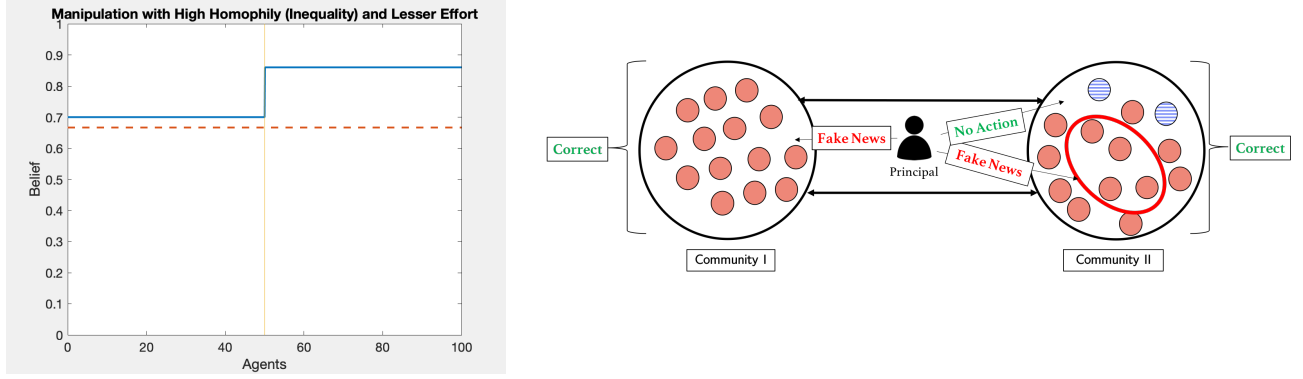 Manipulation with High Homophily (Inequality) and Lesser Effort
1
0.9
0.8
0.7
0.6
0.5
0.4
0.3
0.2
0.1
0
Belief
0 20 40 60 80 100
Agents
Correct
Fake News
No Action
Fake News
Principal
Correct
Community I
Community II